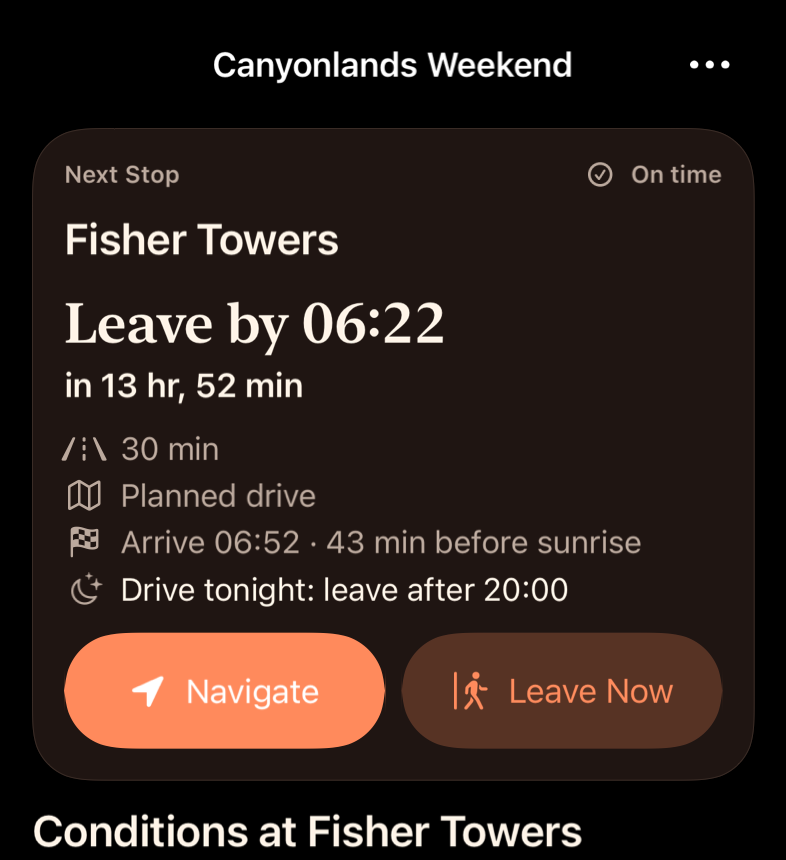 Canyonlands Weekend
Next Stop
On time
Fisher Towers
Leave by 06:22
in 13 hr, 52 min
30 min
Planned drive
Arrive 06:52 · 43 min before sunrise
Drive tonight: leave after 20:00
Navigate
Leave Now
Conditions at Fisher Towers